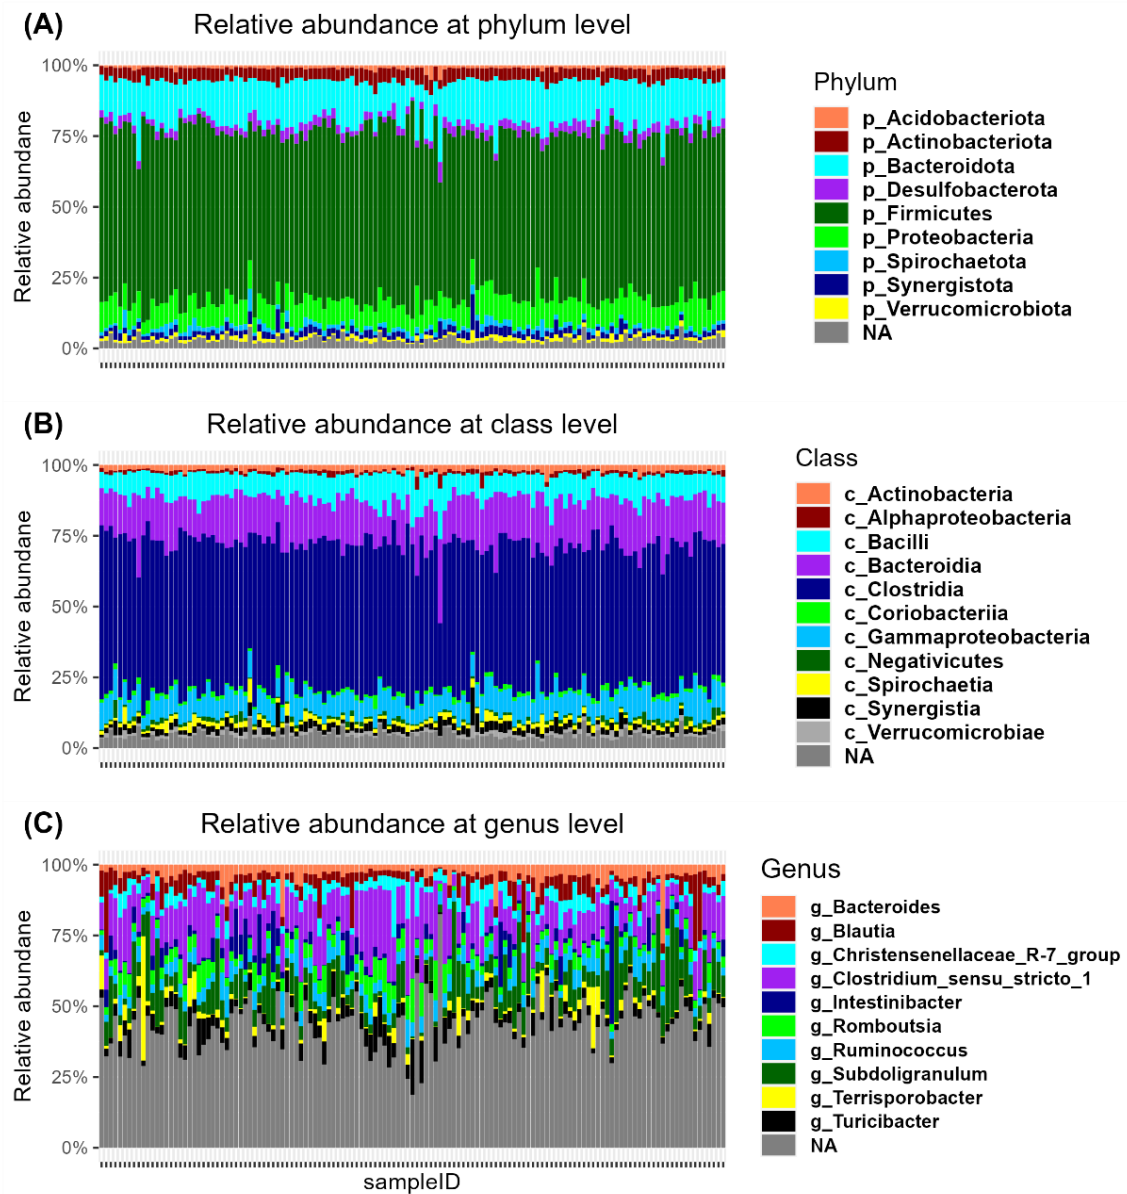 (A)
Relative abundance at phylum level
Relative abundane
100%
75%
50%
25%
0%
Phylum
p_Acidobacteriota
p_Actinobacteriota
p_Bacteroidota
p_Desulfobacterota
p_Firmicutes
p_Proteobacteria
p_Spirochaetota
p_Synergistota
p_Verrucomicrobiota
NA
(B)
Relative abundance at class level
Relative abundane
100%
75%
50%
25%
0%
Class
c_Actinobacteria
c_Alphaproteobacteria
c_Bacilli
c_Bacteroidia
c_Clostridia
c_Coriobacteriia
c_Gammaproteobacteria
c_Negativicutes
c_Spirochaetia
c_Synergistia
c_Verrucomicrobiae
NA
(C)
Relative abundance at genus level
Relative abundane
100%
75%
50%
25%
0%
sampleID
Genus
g_Bacteroides
g_Blautia
g_Christensenellaceae_R-7_group
g_Clostridium_sensu_stricto_1
g_Intestinibacter
g_Romboutsia
g_Ruminococcus
g_Subdoligranulum
g_Terrisporobacter
g_Turicibacter
NA